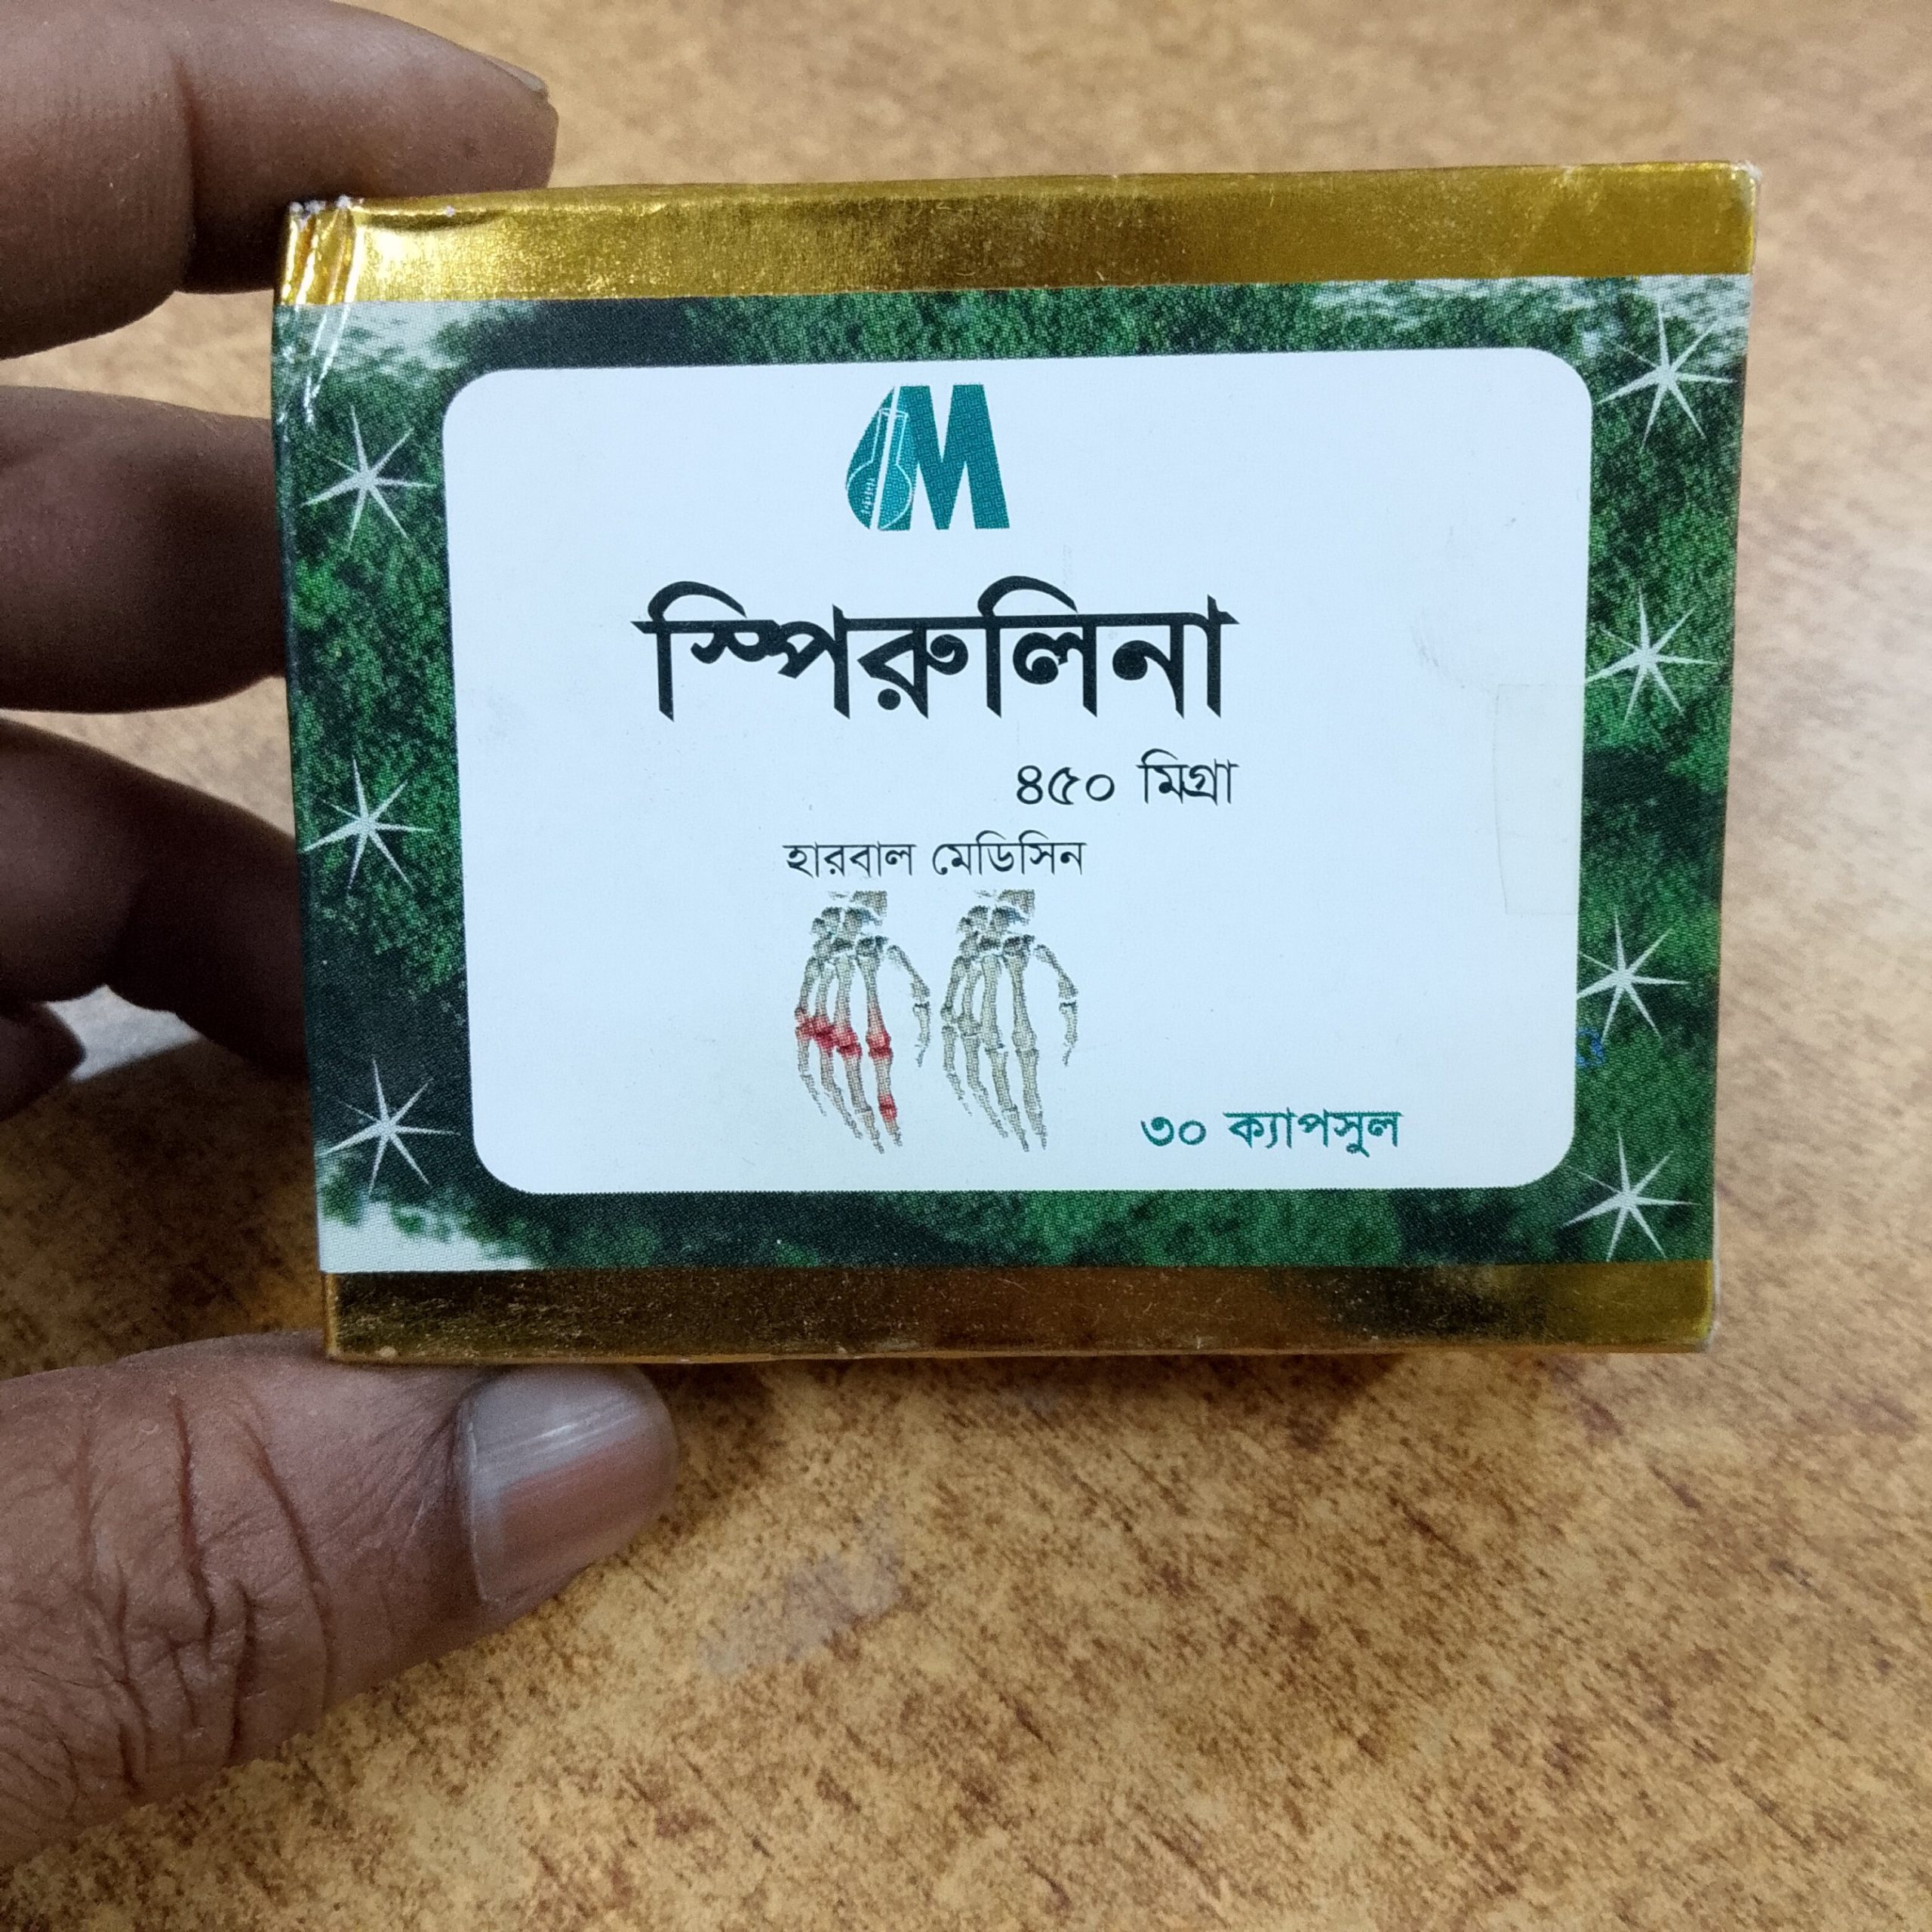 M
স্পিরুলিনা
৪৫০ মিগ্রা
হারবাল মেডিসিন
৩০ ক্যাপসুল